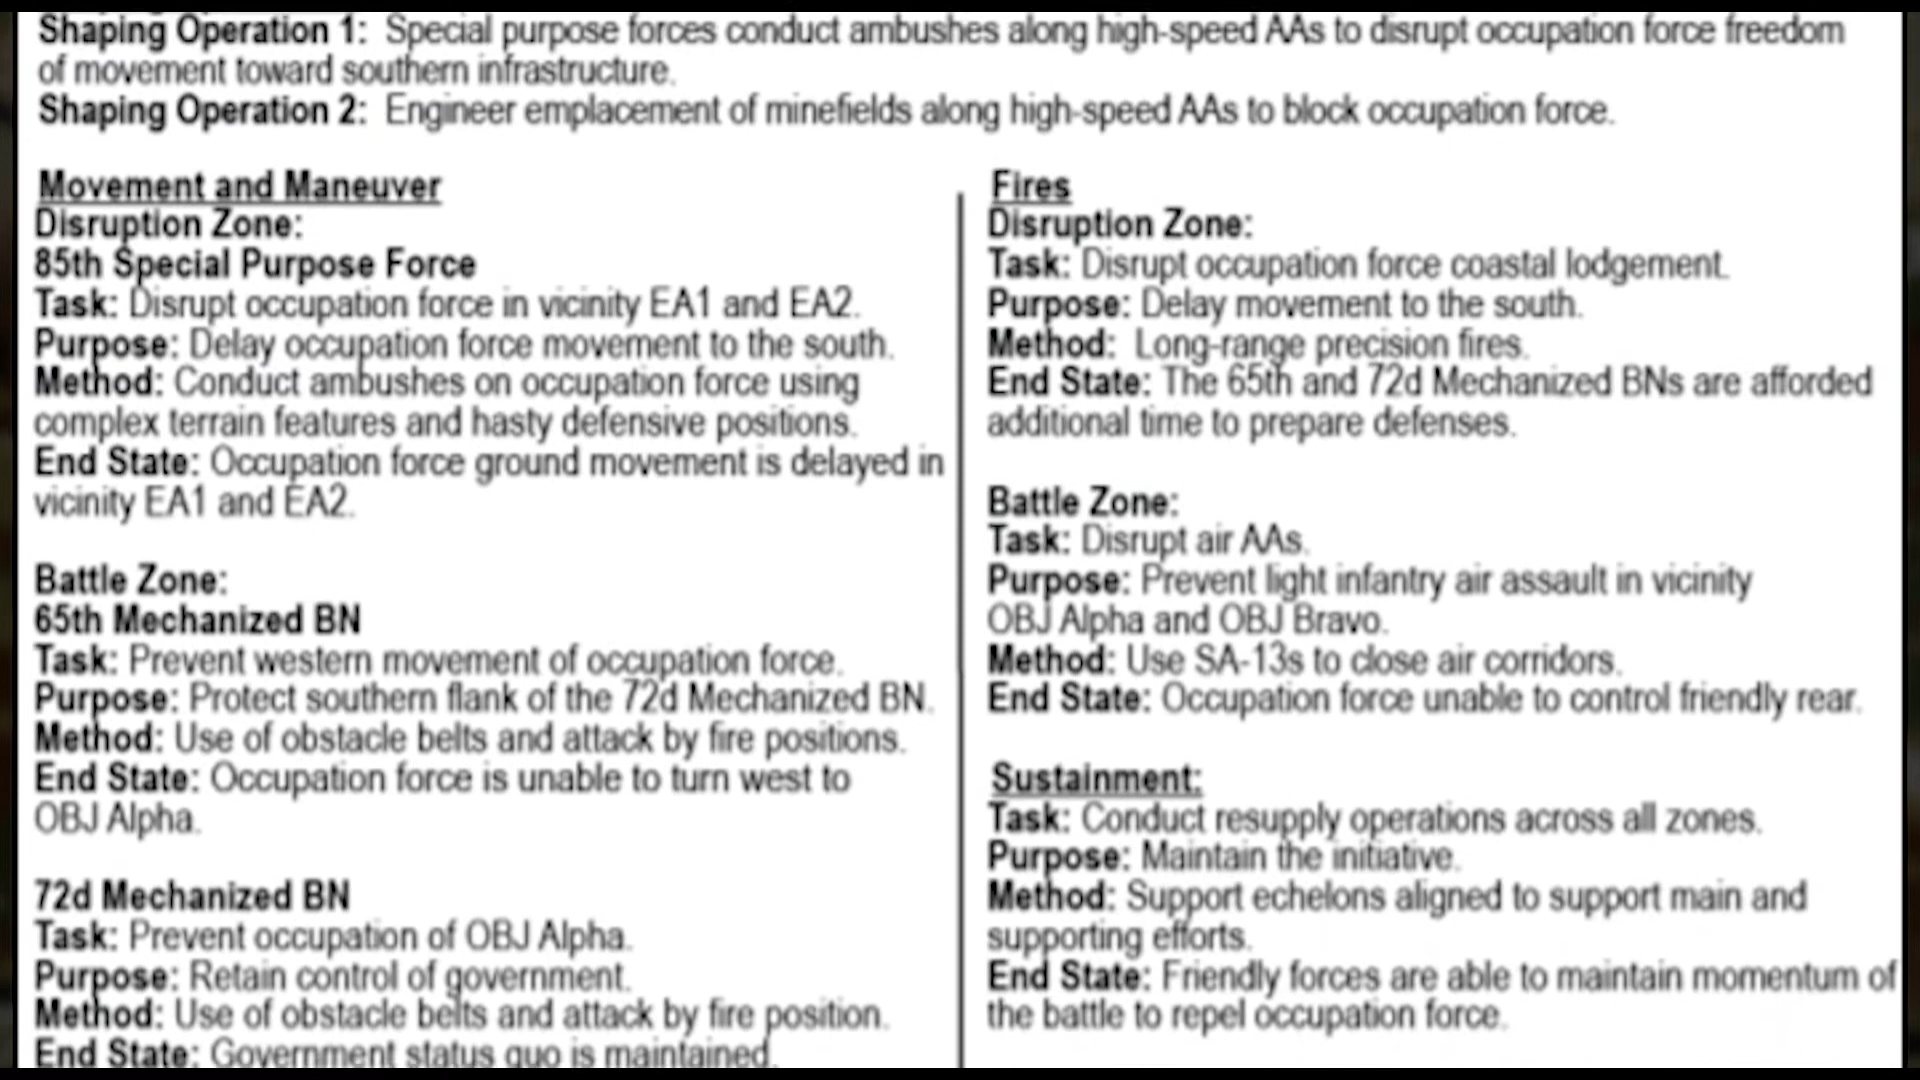 Shaping Operation 1: Special purpose forces conduct ambushes along high-speed AAs to disrupt occupation force freedom
of movement toward southern infrastructure.
Shaping Operation 2: Engineer emplacement of minefields along high-speed AAs to block occupation force.
Movement and Maneuver
Disruption Zone:
85th Special Purpose Force
Task: Disrupt occupation force in vicinity EA1 and EA2.
Purpose: Delay occupation force movement to the south.
Method: Conduct ambushes on occupation force using
complex terrain features and hasty defensive positions.
End State: Occupation force ground movement is delayed in
vicinity EA1 and EA2.
Battle Zone:
65th Mechanized BN
Task: Prevent western movement of occupation force.
Purpose: Protect southern flank of the 72d Mechanized BN.
Method: Use of obstacle belts and attack by fire positions.
End State: Occupation force is unable to turn west to
OBJ Alpha.
72d Mechanized BN
Task: Prevent occupation of OBJ Alpha.
Purpose: Retain control of government.
Method: Use of obstacle belts and attack by fire position.
End State: Government status quo is maintained.
Fires
Disruption Zone:
Task: Disrupt occupation force coastal lodgement.
Purpose: Delay movement to the south.
Method: Long-range precision fires.
End State: The 65th and 72d Mechanized BNs are afforded
additional time to prepare defenses.
Battle Zone:
Task: Disrupt air AAs.
Purpose: Prevent light infantry air assault in vicinity
OBJ Alpha and OBJ Bravo.
Method: Use SA-13s to close air corridors.
End State: Occupation force unable to control friendly rear.
Sustainment:
Task: Conduct resupply operations across all zones.
Purpose: Maintain the initiative.
Method: Support echelons aligned to support main and
supporting efforts.
End State: Friendly forces are able to maintain momentum of
the battle to repel occupation force.